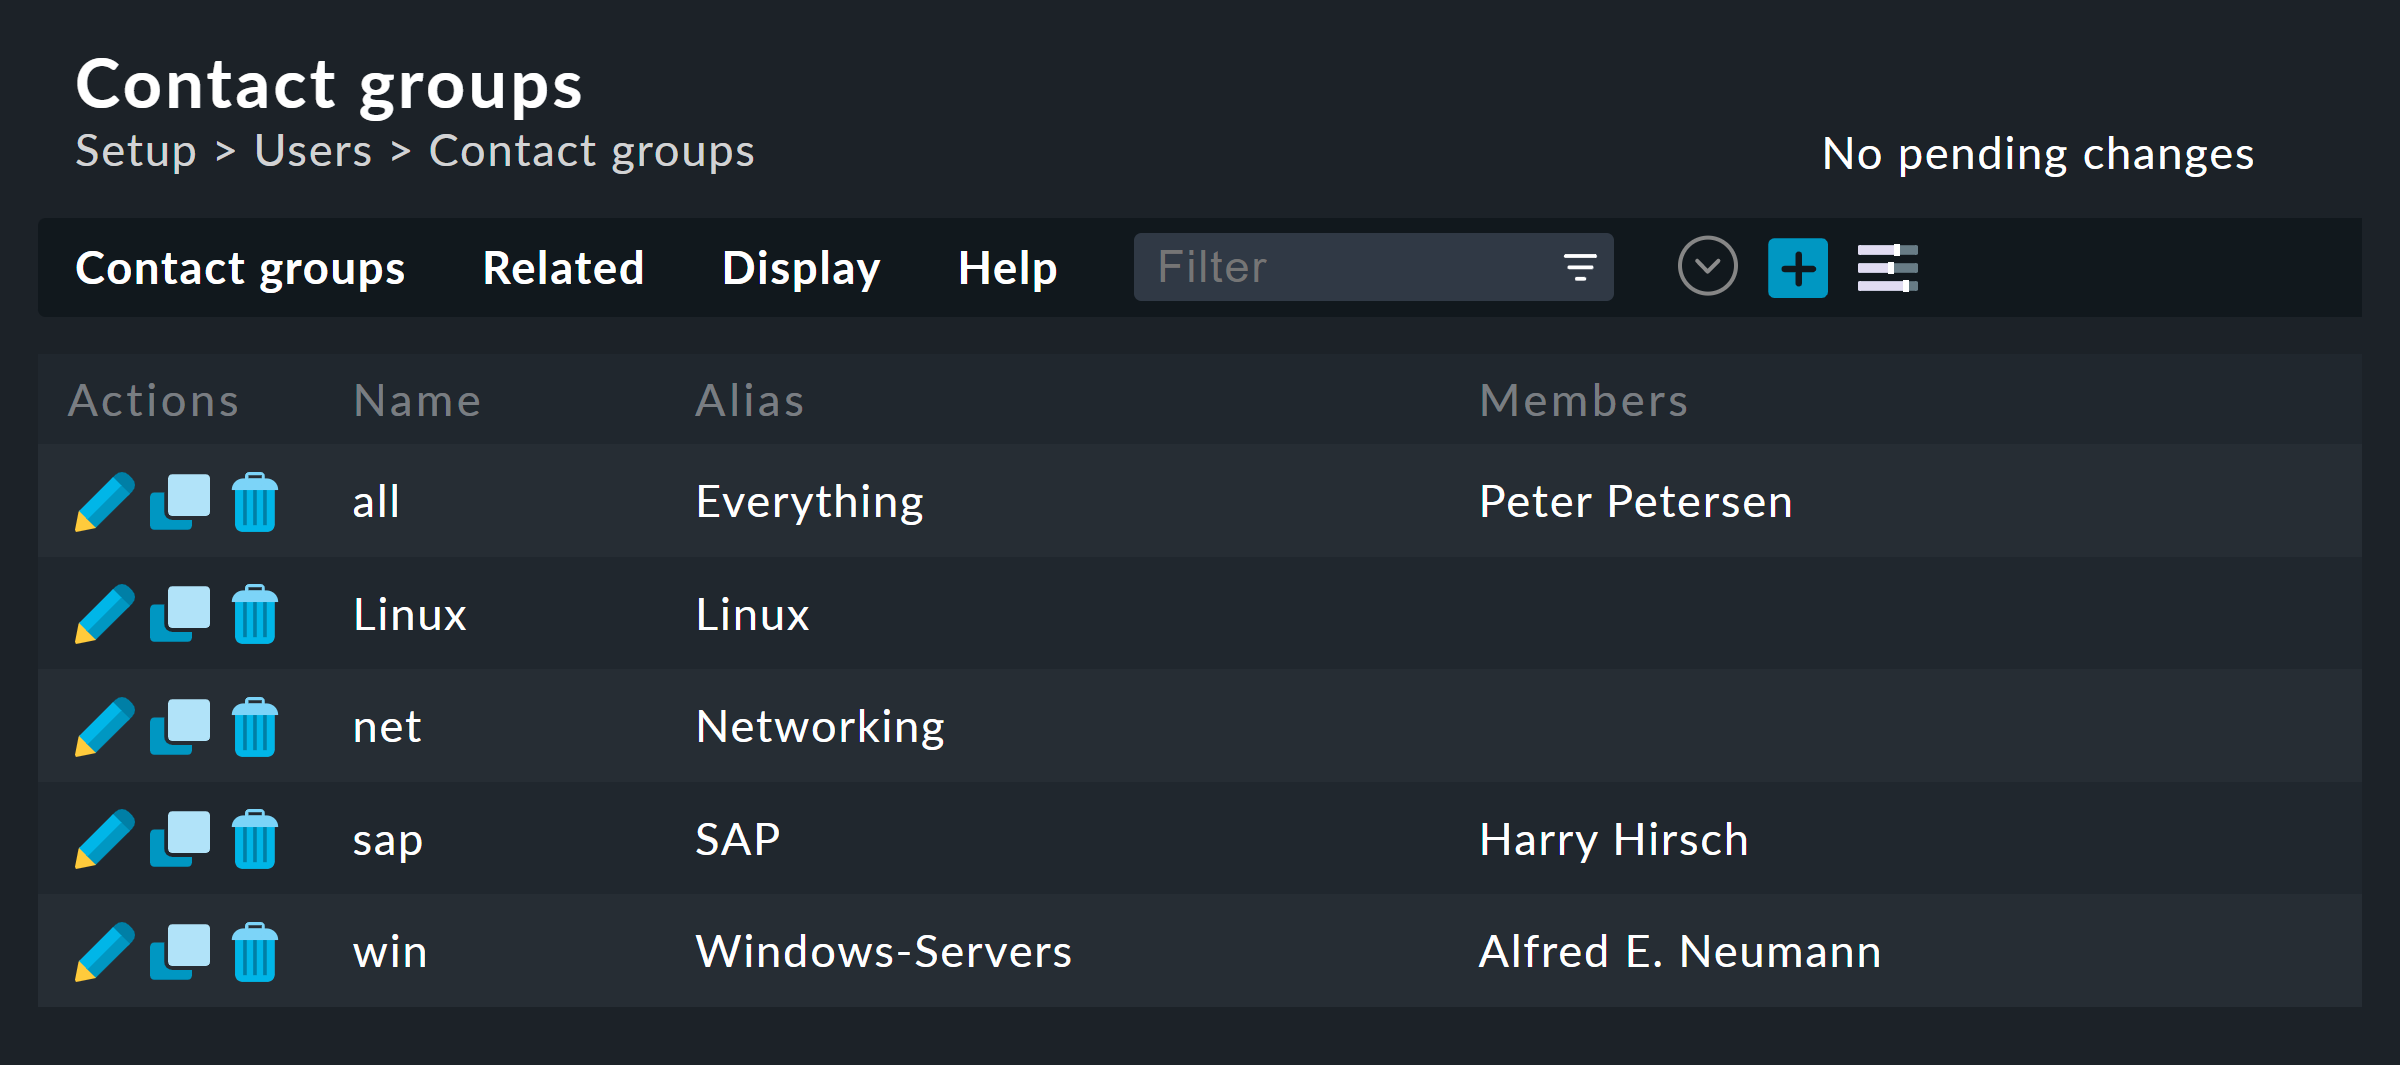 Contact groups
Setup > Users > Contact groups
No pending changes
Contact groups Related Display Help Filter
Actions Name Alias Members
all Everything Peter Petersen
Linux Linux
net Networking
sap SAP Harry Hirsch
win Windows-Servers Alfred E. Neumann